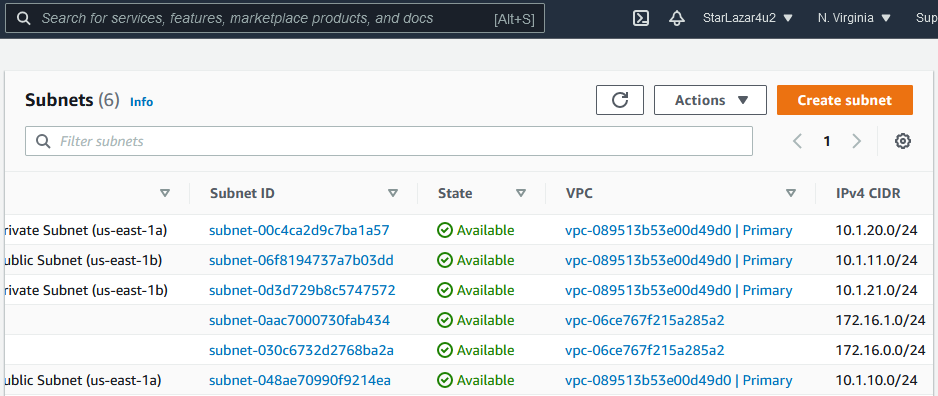 Search for services, features, marketplace products, and docs [Alt+S] StarLazar4u2 N. Virginia Sup
Subnets (6) Info Actions Create subnet
Filter subnets 1
Subnet ID State VPC IPv4 CIDR
rivate Subnet (us-east-1a) subnet-00c4ca2d9c7ba1a57 Available vpc-089513b53e00d49d0 | Primary 10.1.20.0/24
ublic Subnet (us-east-1b) subnet-06f8194737a7b03dd Available vpc-089513b53e00d49d0 | Primary 10.1.11.0/24
rivate Subnet (us-east-1b) subnet-0d3d729b8c5747572 Available vpc-089513b53e00d49d0 | Primary 10.1.21.0/24
subnet-0aac7000730fab434 Available vpc-06ce767f215a285a2 172.16.1.0/24
subnet-030c6732d2768ba2a Available vpc-06ce767f215a285a2 172.16.0.0/24
ublic Subnet (us-east-1a) subnet-048ae70990f9214ea Available vpc-089513b53e00d49d0 | Primary 10.1.10.0/24